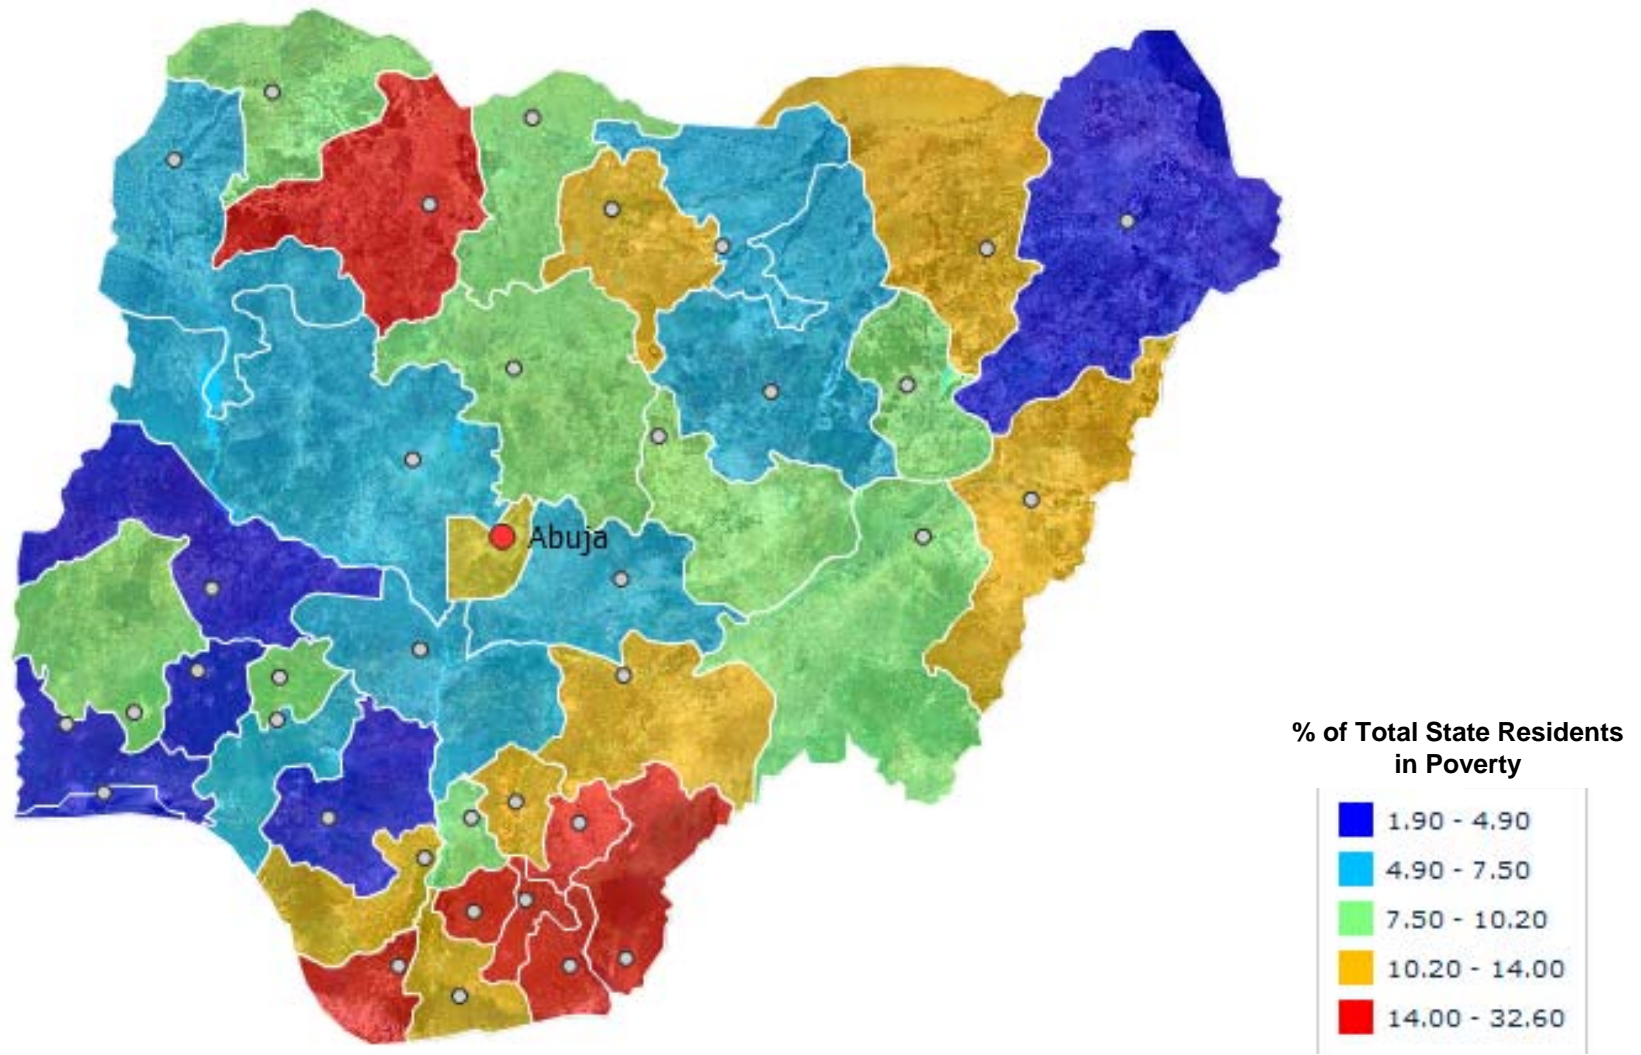 Abuja
% of Total State Residents
in Poverty
1.90 - 4.90
4.90 - 7.50
7.50 - 10.20
10.20 - 14.00
14.00 - 32.60